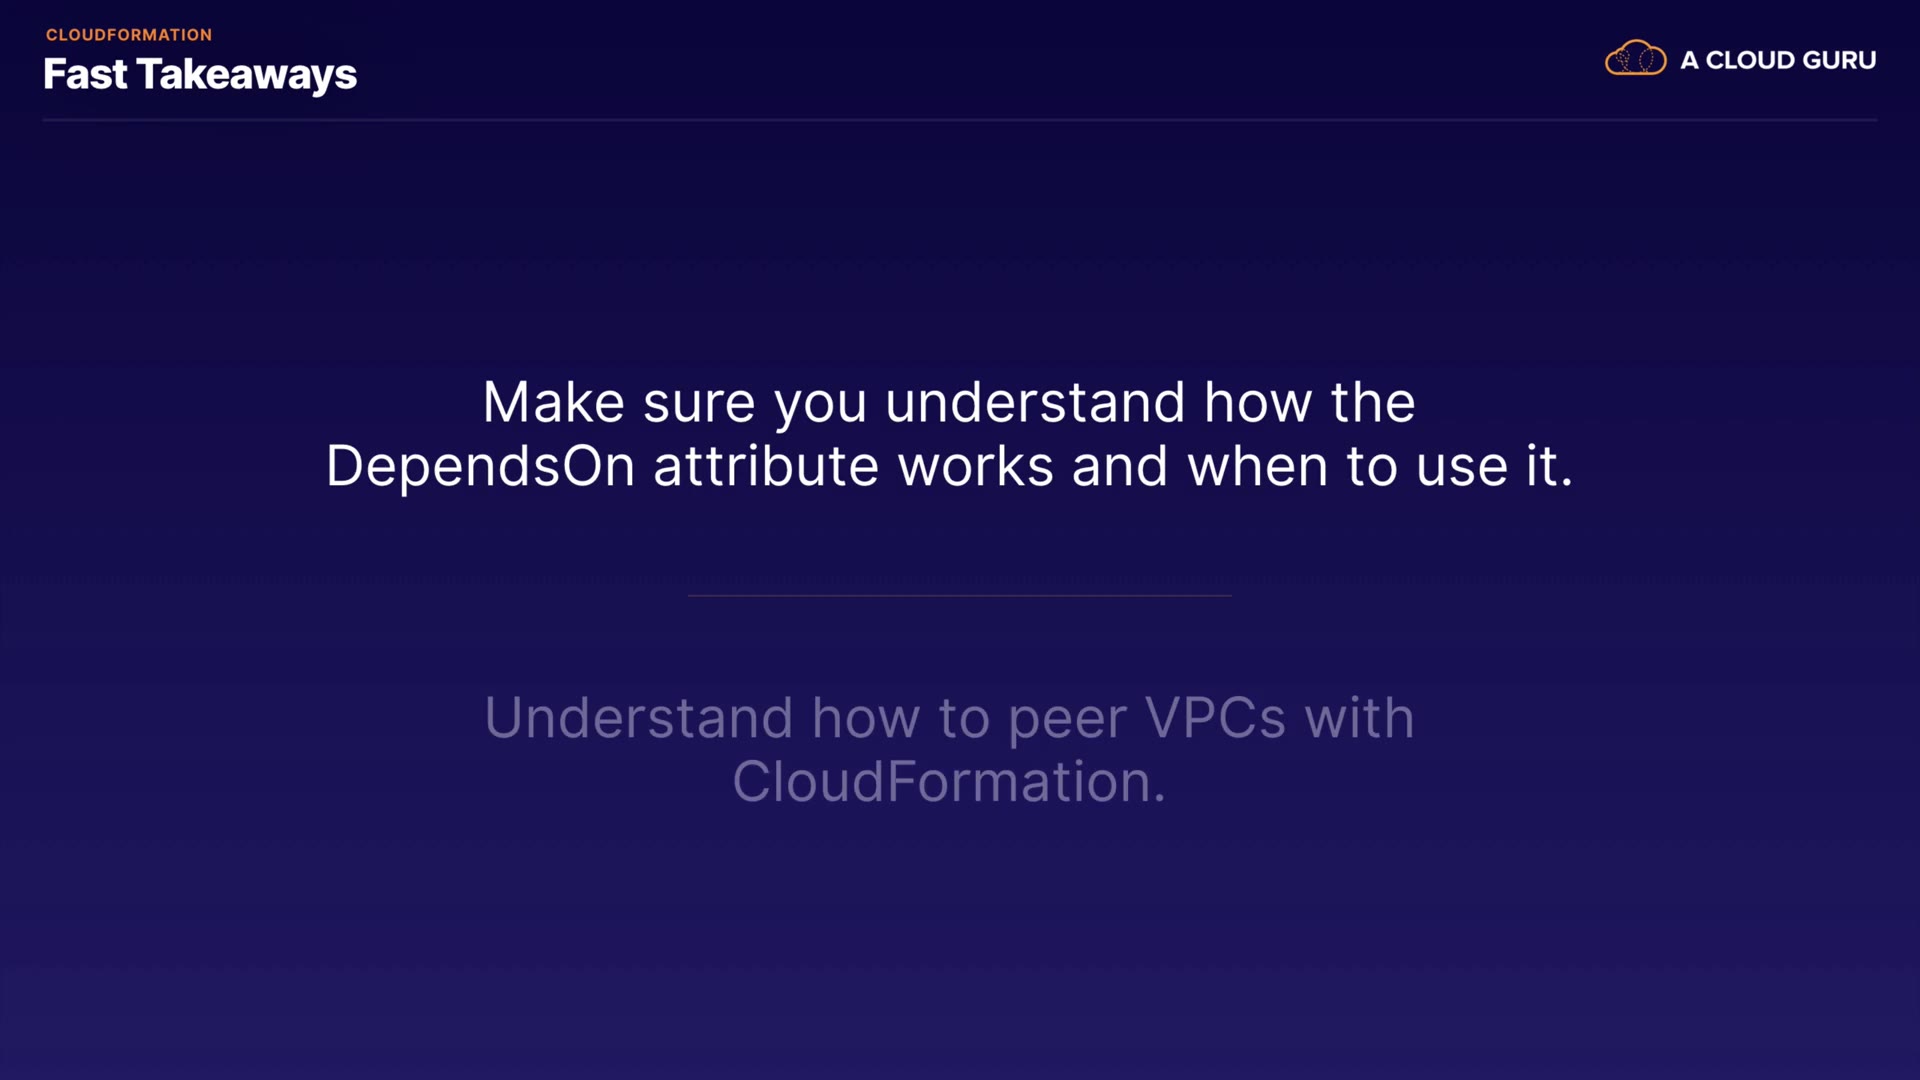 CLOUDFORMATION
Fast Takeaways
A CLOUD GURU
Make sure you understand how the
DependsOn attribute works and when to use it.
Understand how to peer VPCs with
CloudFormation.